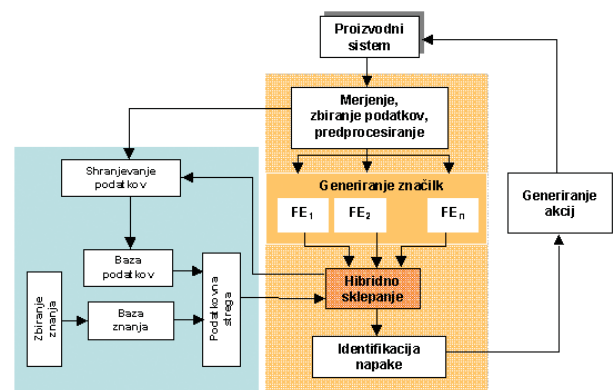 Proizvodni
sistem
Merjenje,
zbiranje podatkov,
predprocesiranje
Shranjevanje
podatkov
Generiranje značilk
FE1
FE2
FEn
Generiranje
akcij
Baza
podatkov
Hibridno
sklepanje
Zbiranje
znanja
Baza
znanja
Podatkovna
strega
Identifikacija
napake